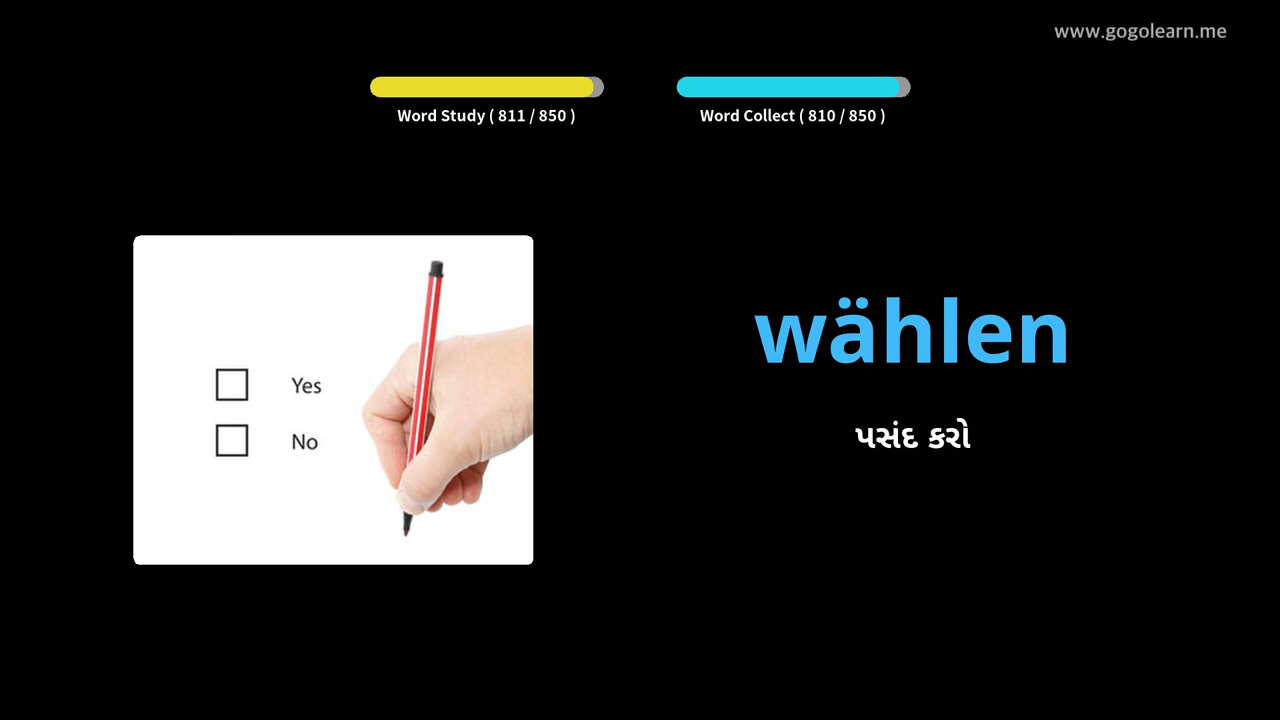 www.gogolearn.me
Word Study ( 811 / 850 )
Word Collect ( 810 / 850 )
Yes
No
wählen
પસંદ કરો